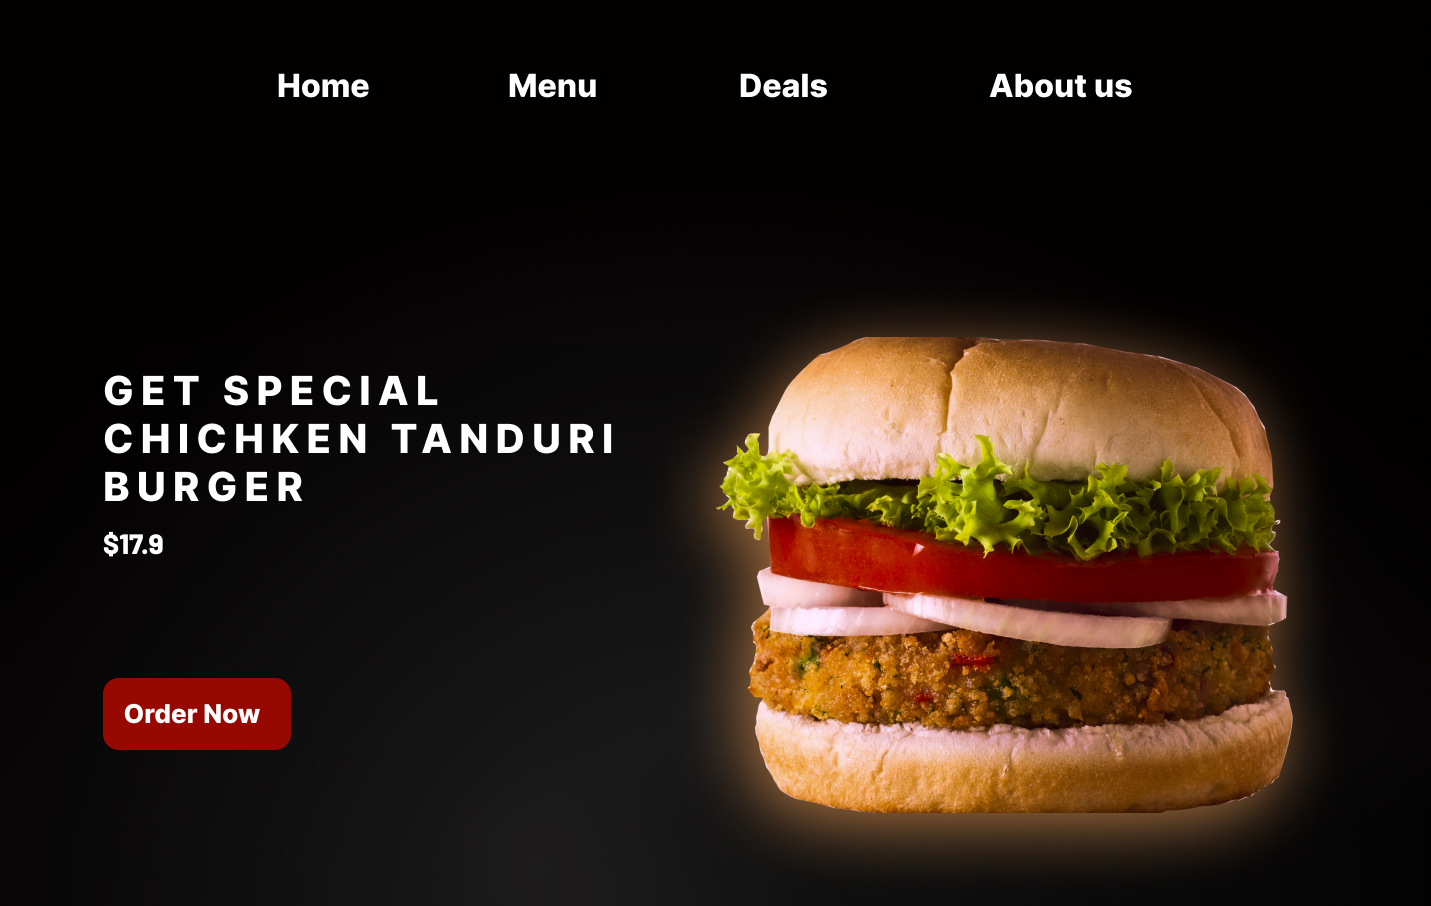 Home Menu Deals About us
GET SPECIAL
CHICHKEN TANDURI
BURGER
$17.9
Order Now